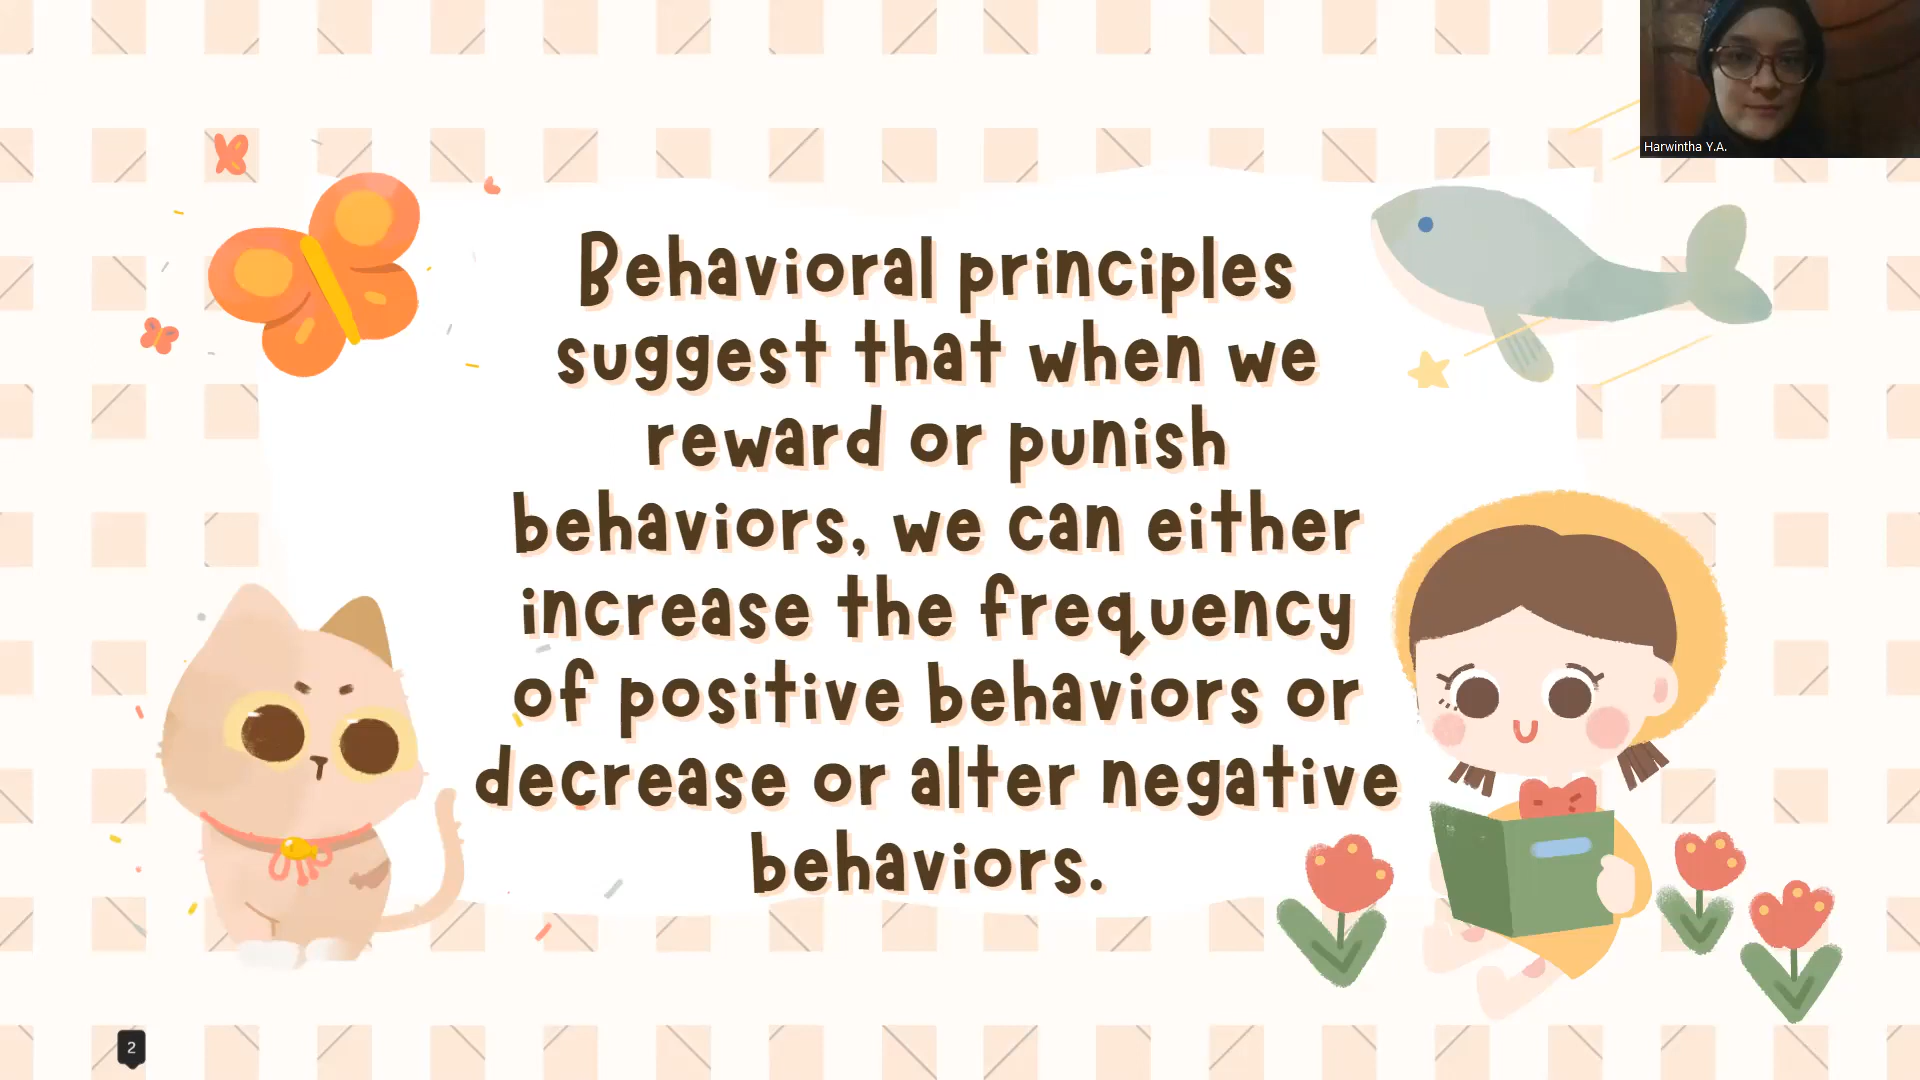 Harwintha Y.A.
Behavioral principles
suggest that when we
reward or punish
behaviors, we can either
increase the frequency
of positive behaviors or
decrease or alter negative
behaviors.
2